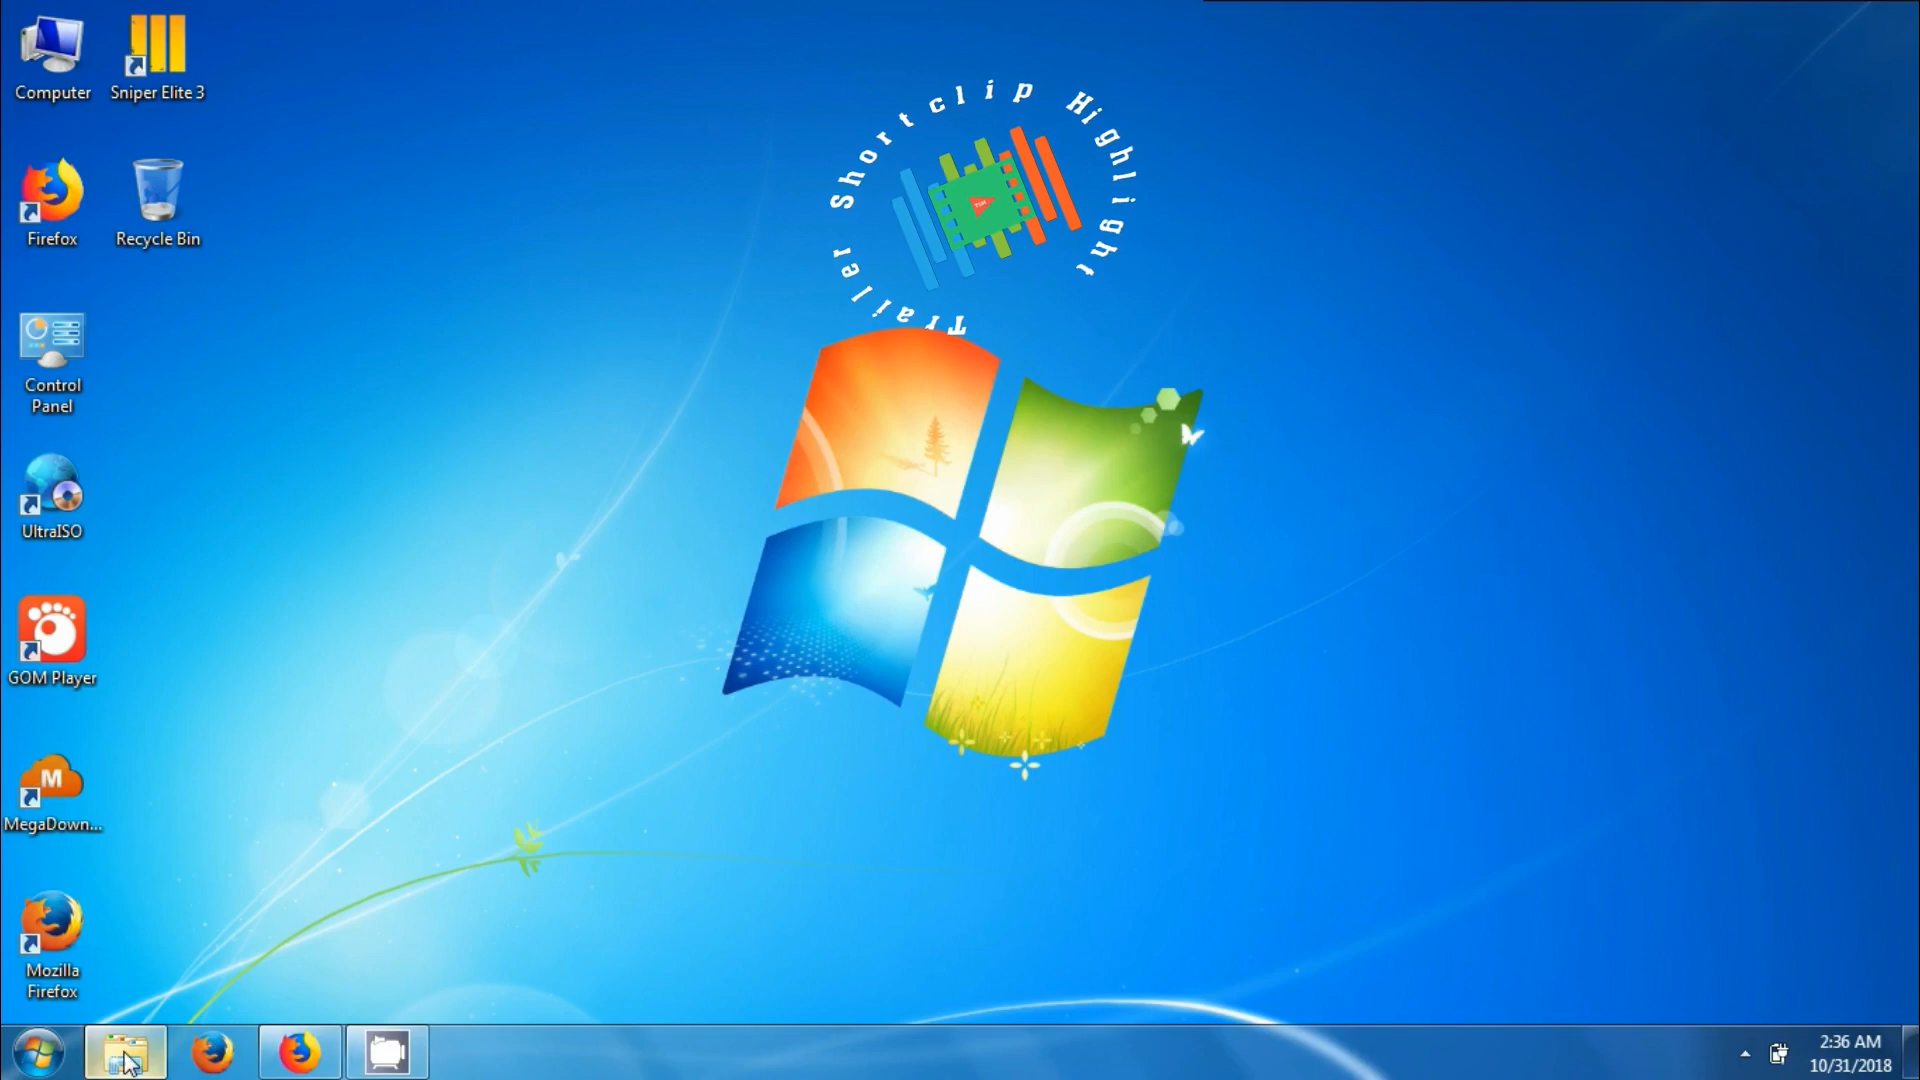 Computer
Sniper Elite 3
Trailer Shortclip Highlight
Firefox
Recycle Bin
Control
Panel
UltraISO
GOM Player
M
MegaDown...
Mozilla
Firefox
2:36 AM
10/31/2018